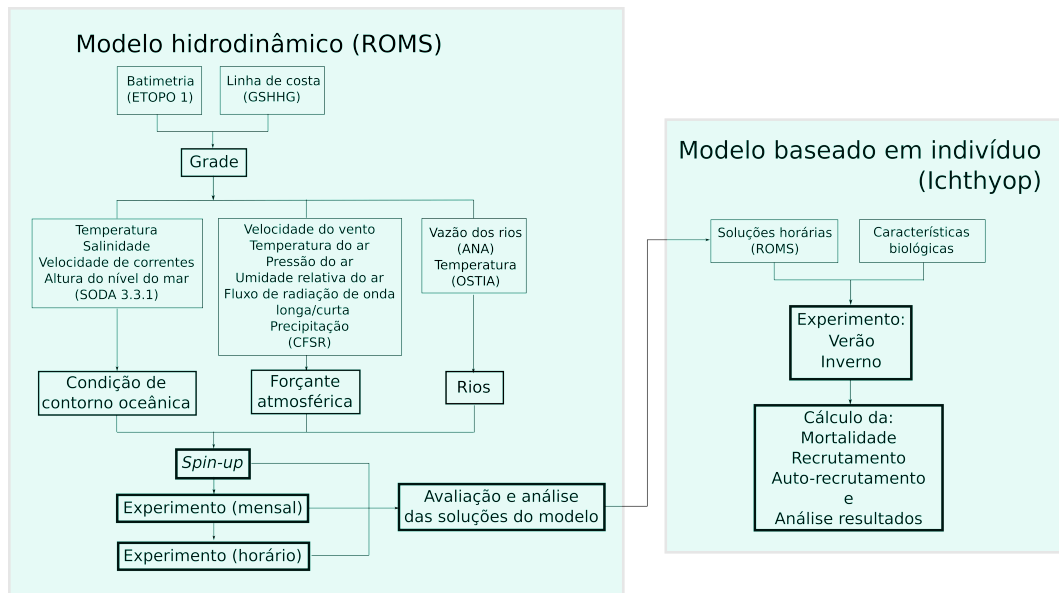 Modelo hidrodinâmico (ROMS)
Batimetria
(ETOPO 1)
Linha de costa
(GSHHG)
Grade
Temperatura
Salinidade
Velocidade de correntes
Altura do nível do mar
(SODA 3.3.1)
Velocidade do vento
Temperatura do ar
Pressão do ar
Umidade relativa do ar
Fluxo de radiação de onda
longa/curta
Precipitação
(CFSR)
Vazão dos rios
(ANA)
Temperatura
(OSTIA)
Condição de
contorno oceânica
Forçante
atmosférica
Rios
Spin-up
Experimento (mensal)
Experimento (horário)
Avaliação e análise
das soluções do modelo
Modelo baseado em indivíduo
(Ichthyop)
Soluções horárias
(ROMS)
Características
biológicas
Experimento:
Verão
Inverno
Cálculo da:
Mortalidade
Recrutamento
Auto-recrutamento
e
Análise resultados